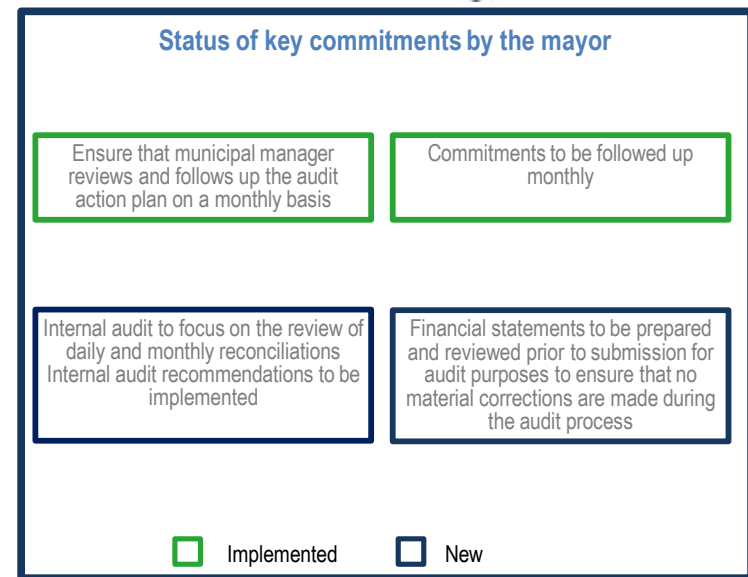 Status of key commitments by the mayor
Ensure that municipal manager
reviews and follows up the audit
action plan on a monthly basis
Commitments to be followed up
monthly
Internal audit to focus on the review of
daily and monthly reconciliations
Internal audit recommendations to be
implemented
Financial statements to be prepared
and reviewed prior to submission for
audit purposes to ensure that no
material corrections are made during
the audit process
Implemented
New